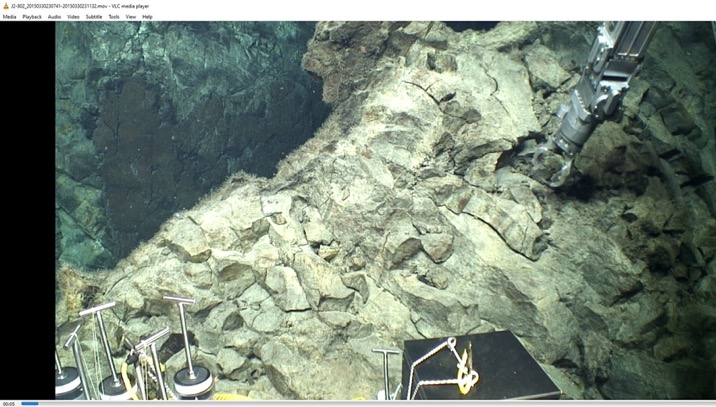 J2-802_20150330230741-20150330231132.mov - VLC media player
Media Playback Audio Video Subtitle Tools View Help
00:05